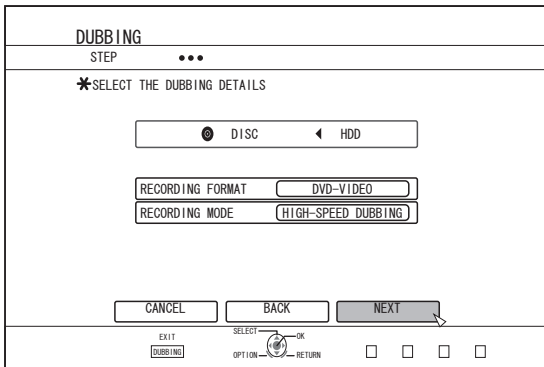 DUBBING
STEP
SELECT THE DUBBING DETAILS
DISC HDD
RECORDING FORMAT DVD-VIDEO
RECORDING MODE HIGH-SPEED DUBBING
CANCEL BACK NEXT
EXIT
DUBBING
SELECT OK
OPTION RETURN